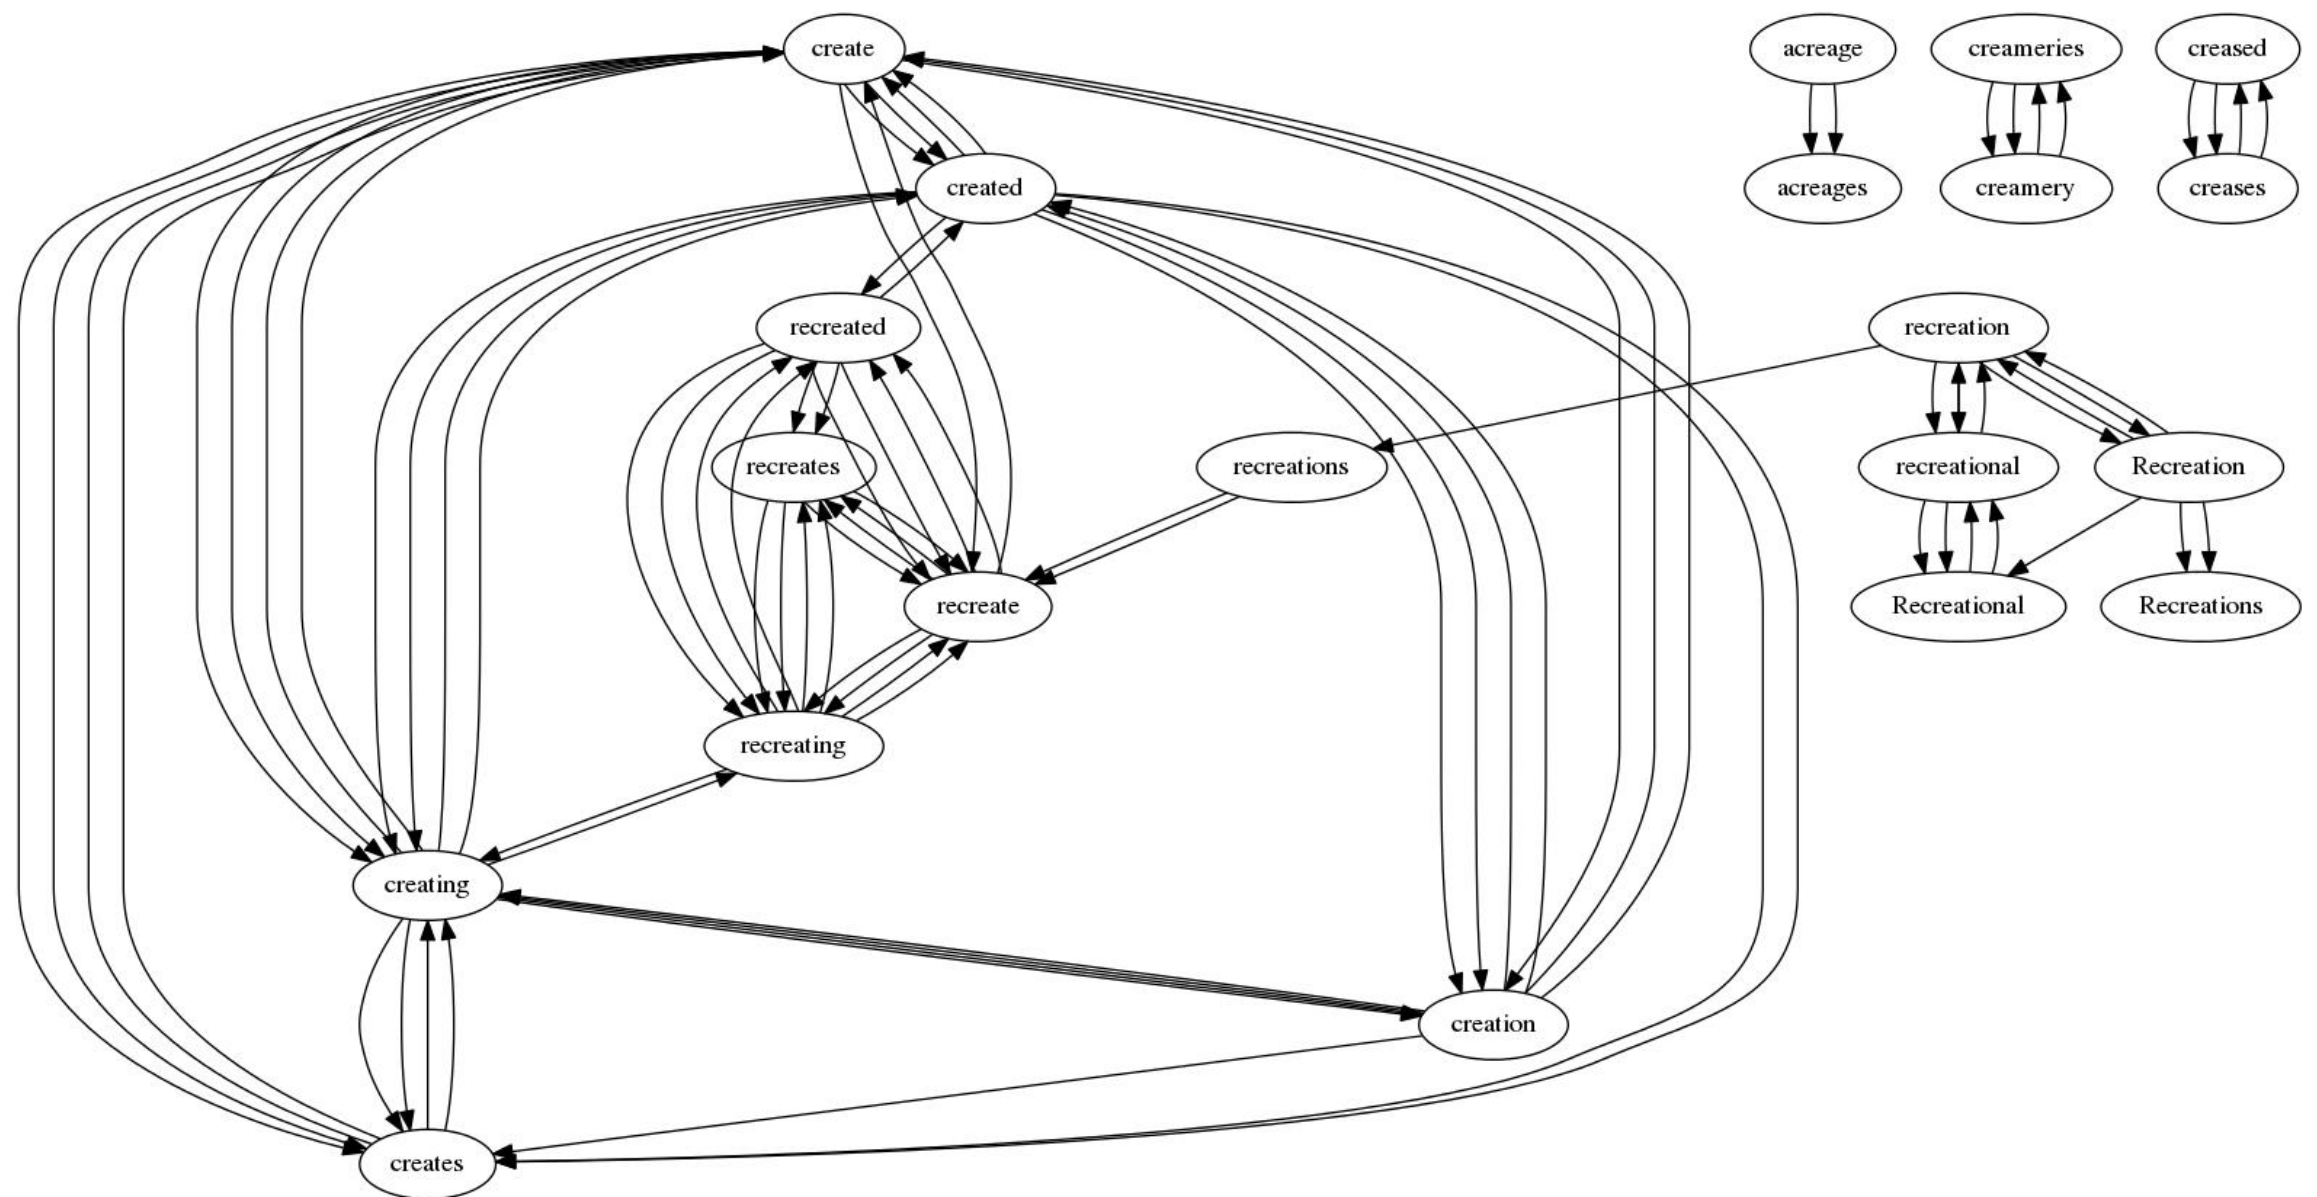 create
acreage
creameries
creased
created
acreages
creamery
creases
recreated
recreation
recreates
recreations
recreational
Recreation
recreate
Recreational
Recreations
recreating
creating
creation
creates